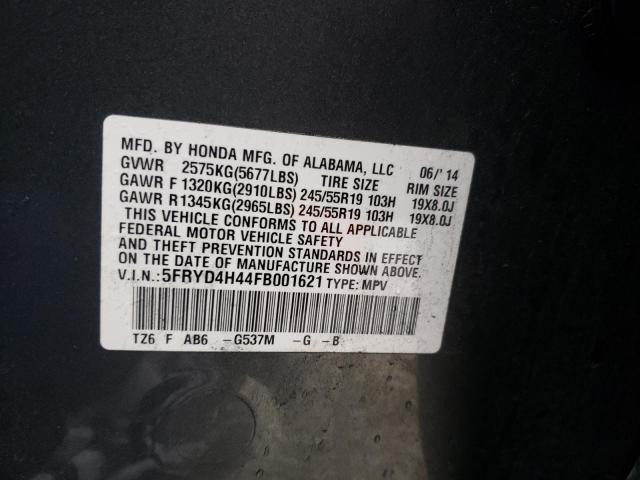 MFD. BY HONDA MFG. OF ALABAMA, LLC 06/'14
GVWR 2575KG(5677LBS) TIRE SIZE RIM SIZE
GAWR F 1320KG(2910LBS) 245/55R19 103H 19X8.0J
GAWR R1345KG(2965LBS) 245/55R19 103H 19X8.0J
THIS VEHICLE CONFORMS TO ALL APPLICABLE
FEDERAL MOTOR VEHICLE SAFETY
AND THEFT PREVENTION STANDARDS IN EFFECT
ON THE DATE OF MANUFACTURE SHOWN ABOVE.
V.I.N.:5FRYD4H44FB001621 TYPE: MPV
TZ6 F AB6 -G537M -G -B